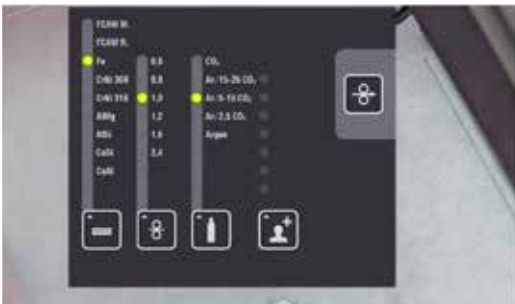 FCAW M.
FCAW R.
Fe
CrNi 308
CrNi 316
AlMg
AlSi
CuSi
CuAl
0,6
0,8
1,0
1,2
1,6
2,4
CO₂
Ar/15-25 CO₂
Ar/5-15 CO₂
Ar/2,5 CO₂
Argon